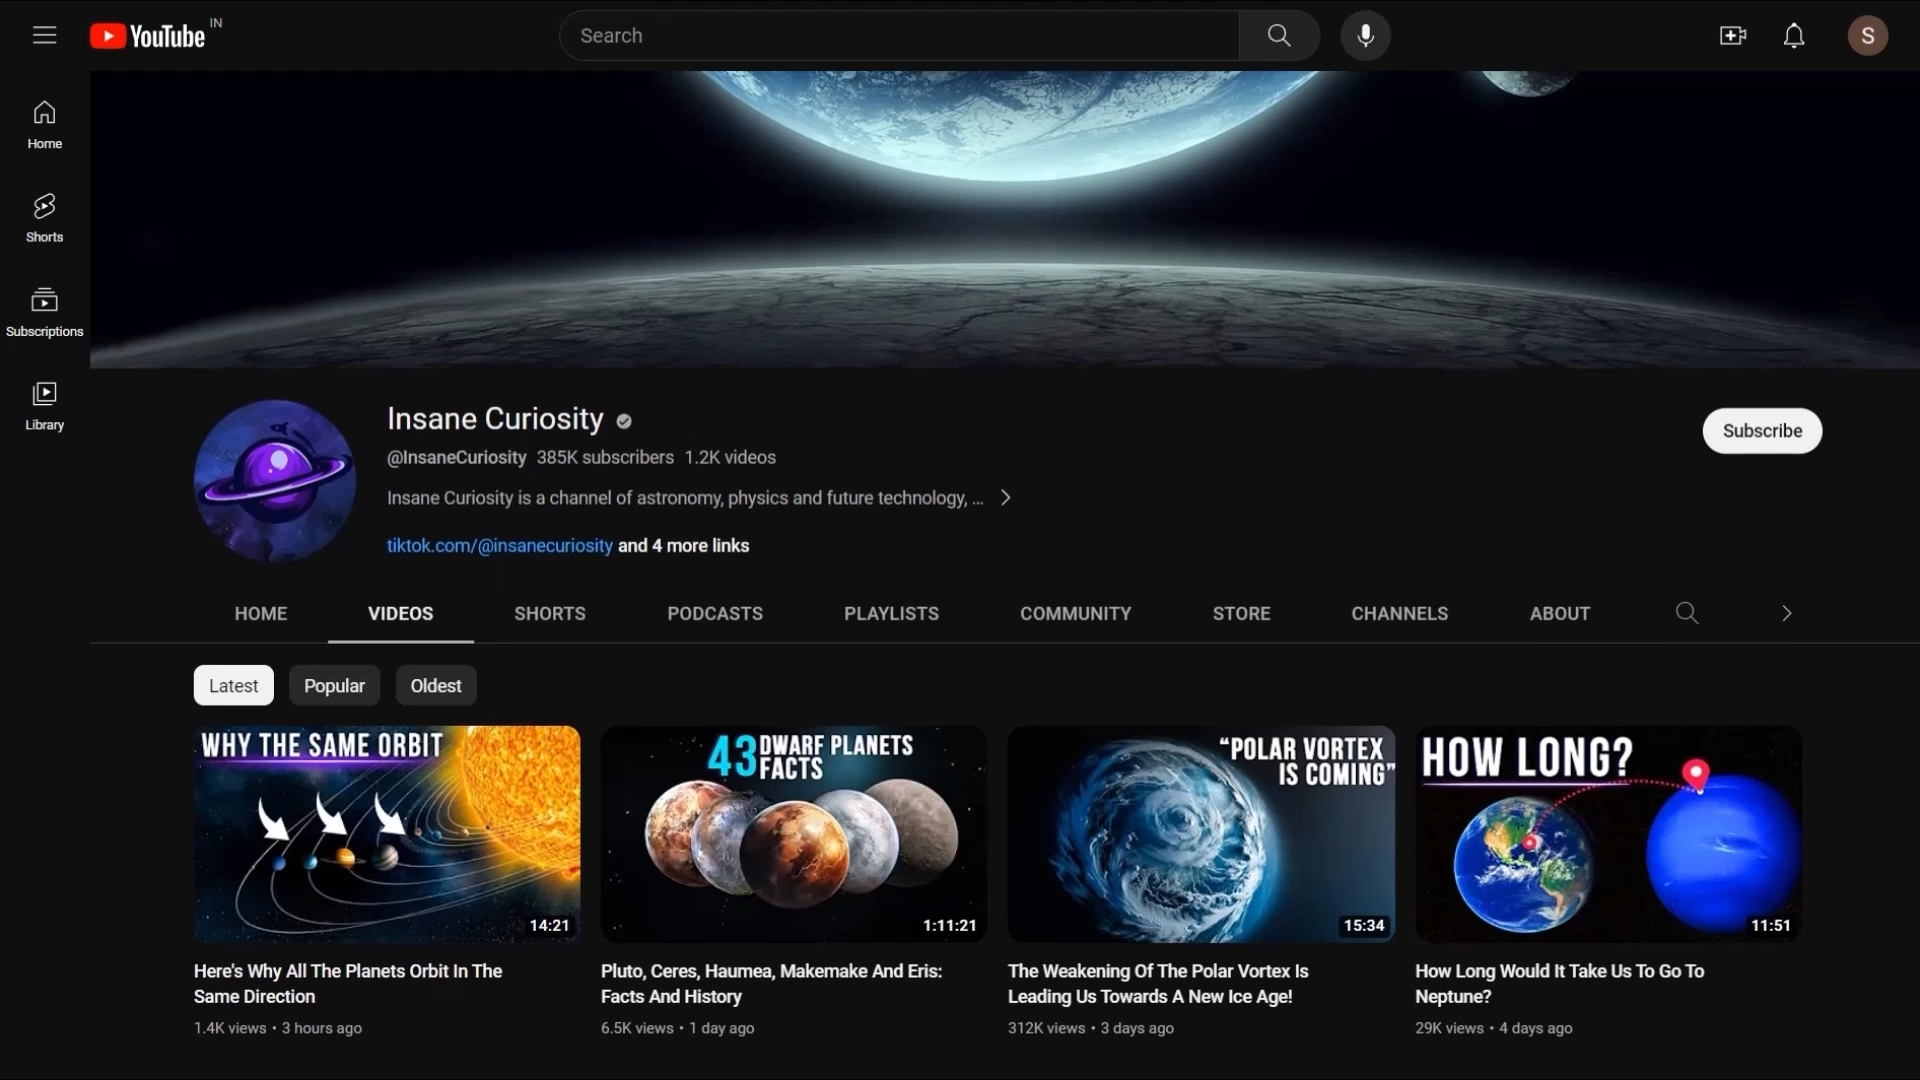 YouTube IN
Search
S
Home
Shorts
Subscriptions
Library
Insane Curiosity
@InsaneCuriosity 385K subscribers 1.2K videos
Insane Curiosity is a channel of astronomy, physics and future technology, ...
tiktok.com/@insanecuriosity and 4 more links
Subscribe
HOME VIDEOS SHORTS PODCASTS PLAYLISTS COMMUNITY STORE CHANNELS ABOUT
Latest Popular Oldest
WHY THE SAME ORBIT
14:21
Here's Why All The Planets Orbit In The
Same Direction
1.4K views • 3 hours ago
43 DWARF PLANETS
FACTS
1:11:21
Pluto, Ceres, Haumea, Makemake And Eris:
Facts And History
6.5K views • 1 day ago
“POLAR VORTEX
IS COMING”
15:34
The Weakening Of The Polar Vortex Is
Leading Us Towards A New Ice Age!
312K views • 3 days ago
HOW LONG?
11:51
How Long Would It Take Us To Go To
Neptune?
29K views • 4 days ago